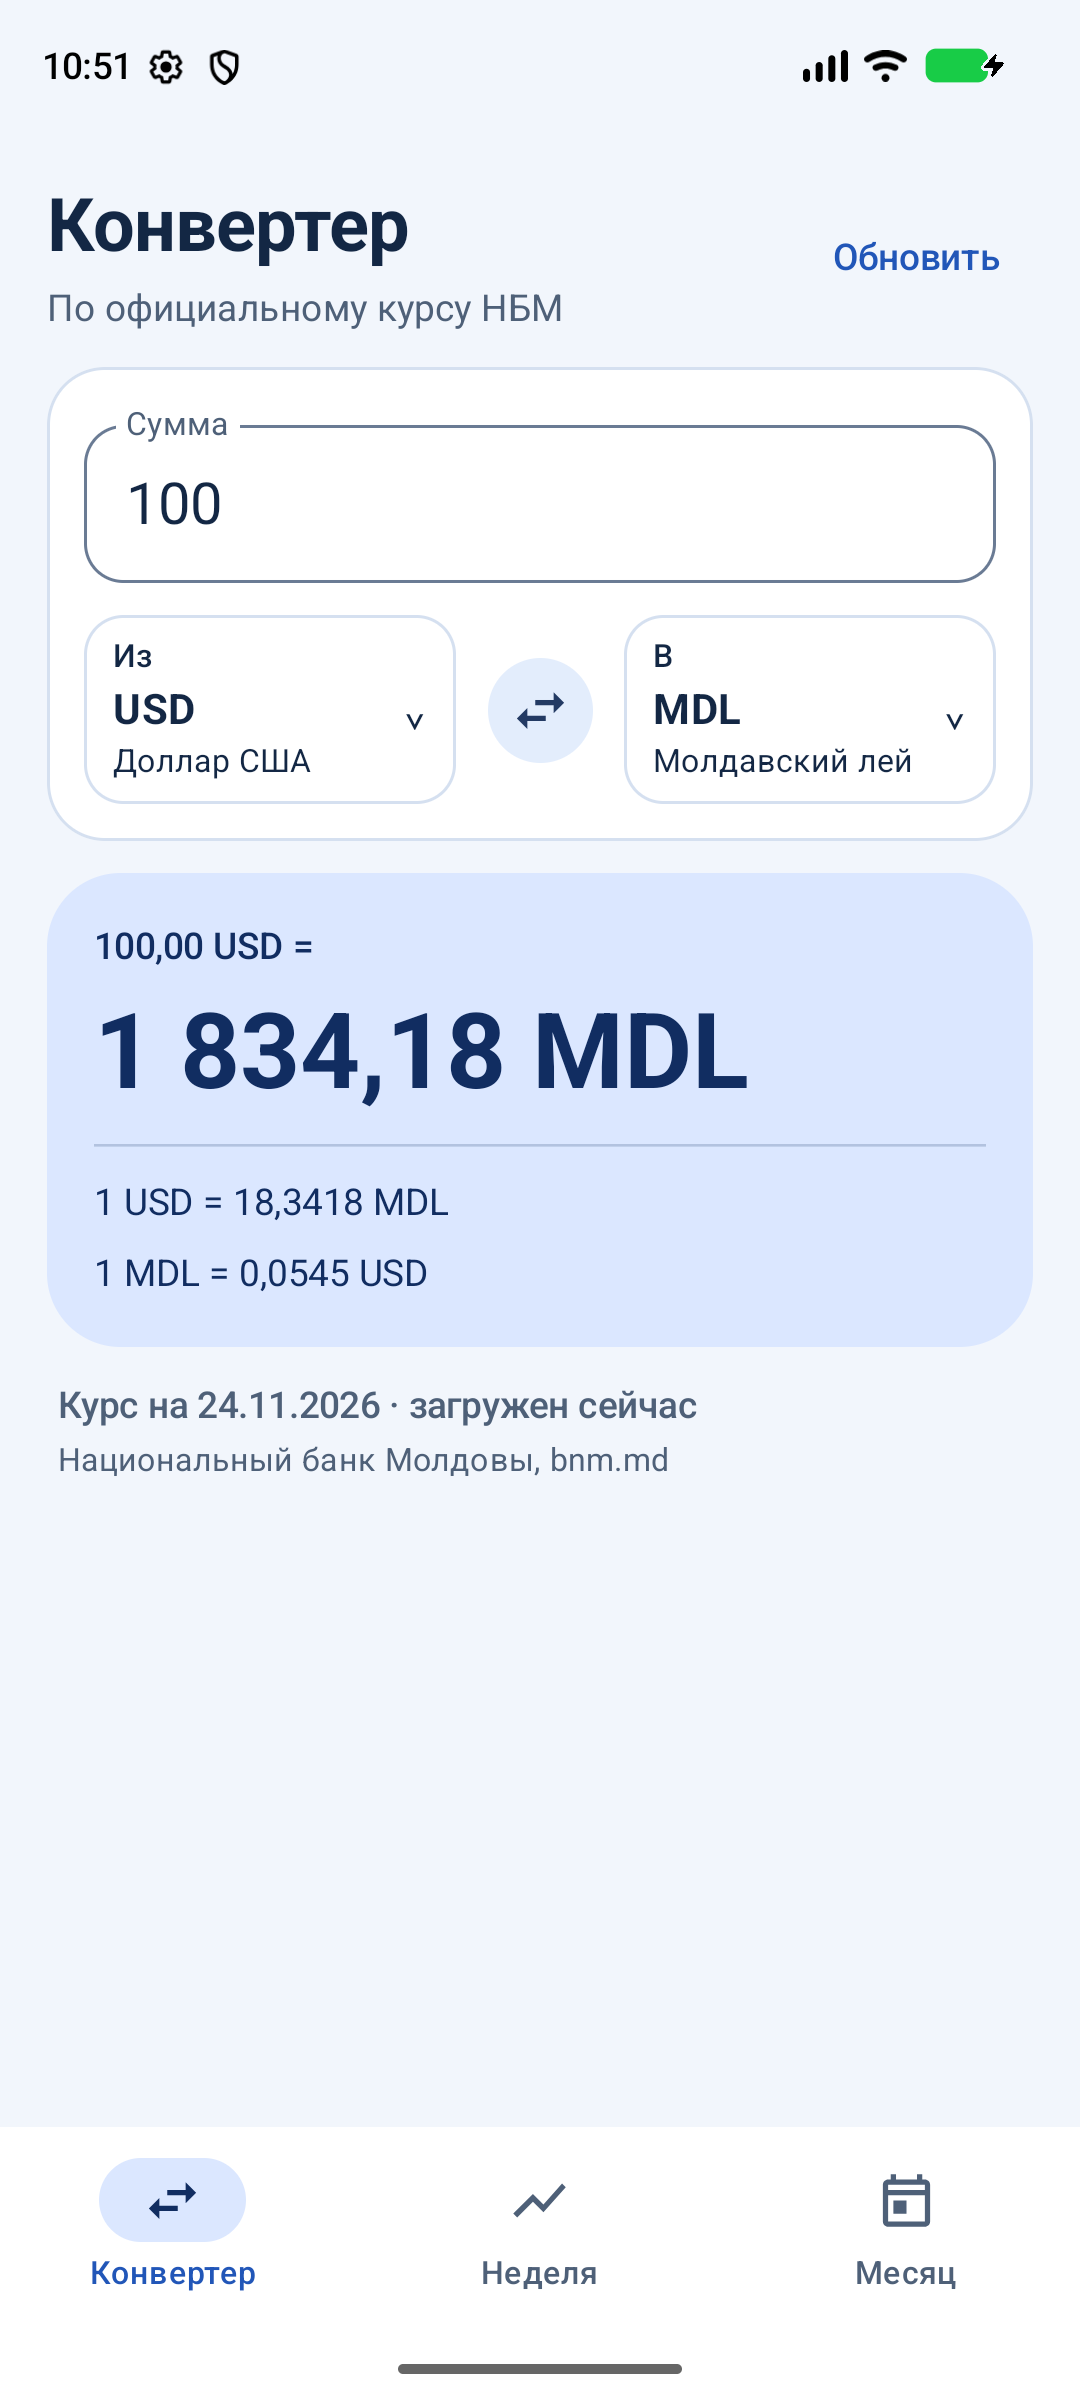 10:51
Конвертер
Обновить
По официальному курсу НБМ
Сумма
100
Из
USD
Доллар США
В
MDL
Молдавский лей
100,00 USD =
1 834,18 MDL
1 USD = 18,3418 MDL
1 MDL = 0,0545 USD
Курс на 24.11.2026 · загружен сейчас
Национальный банк Молдовы, bnm.md
Конвертер
Неделя
Месяц